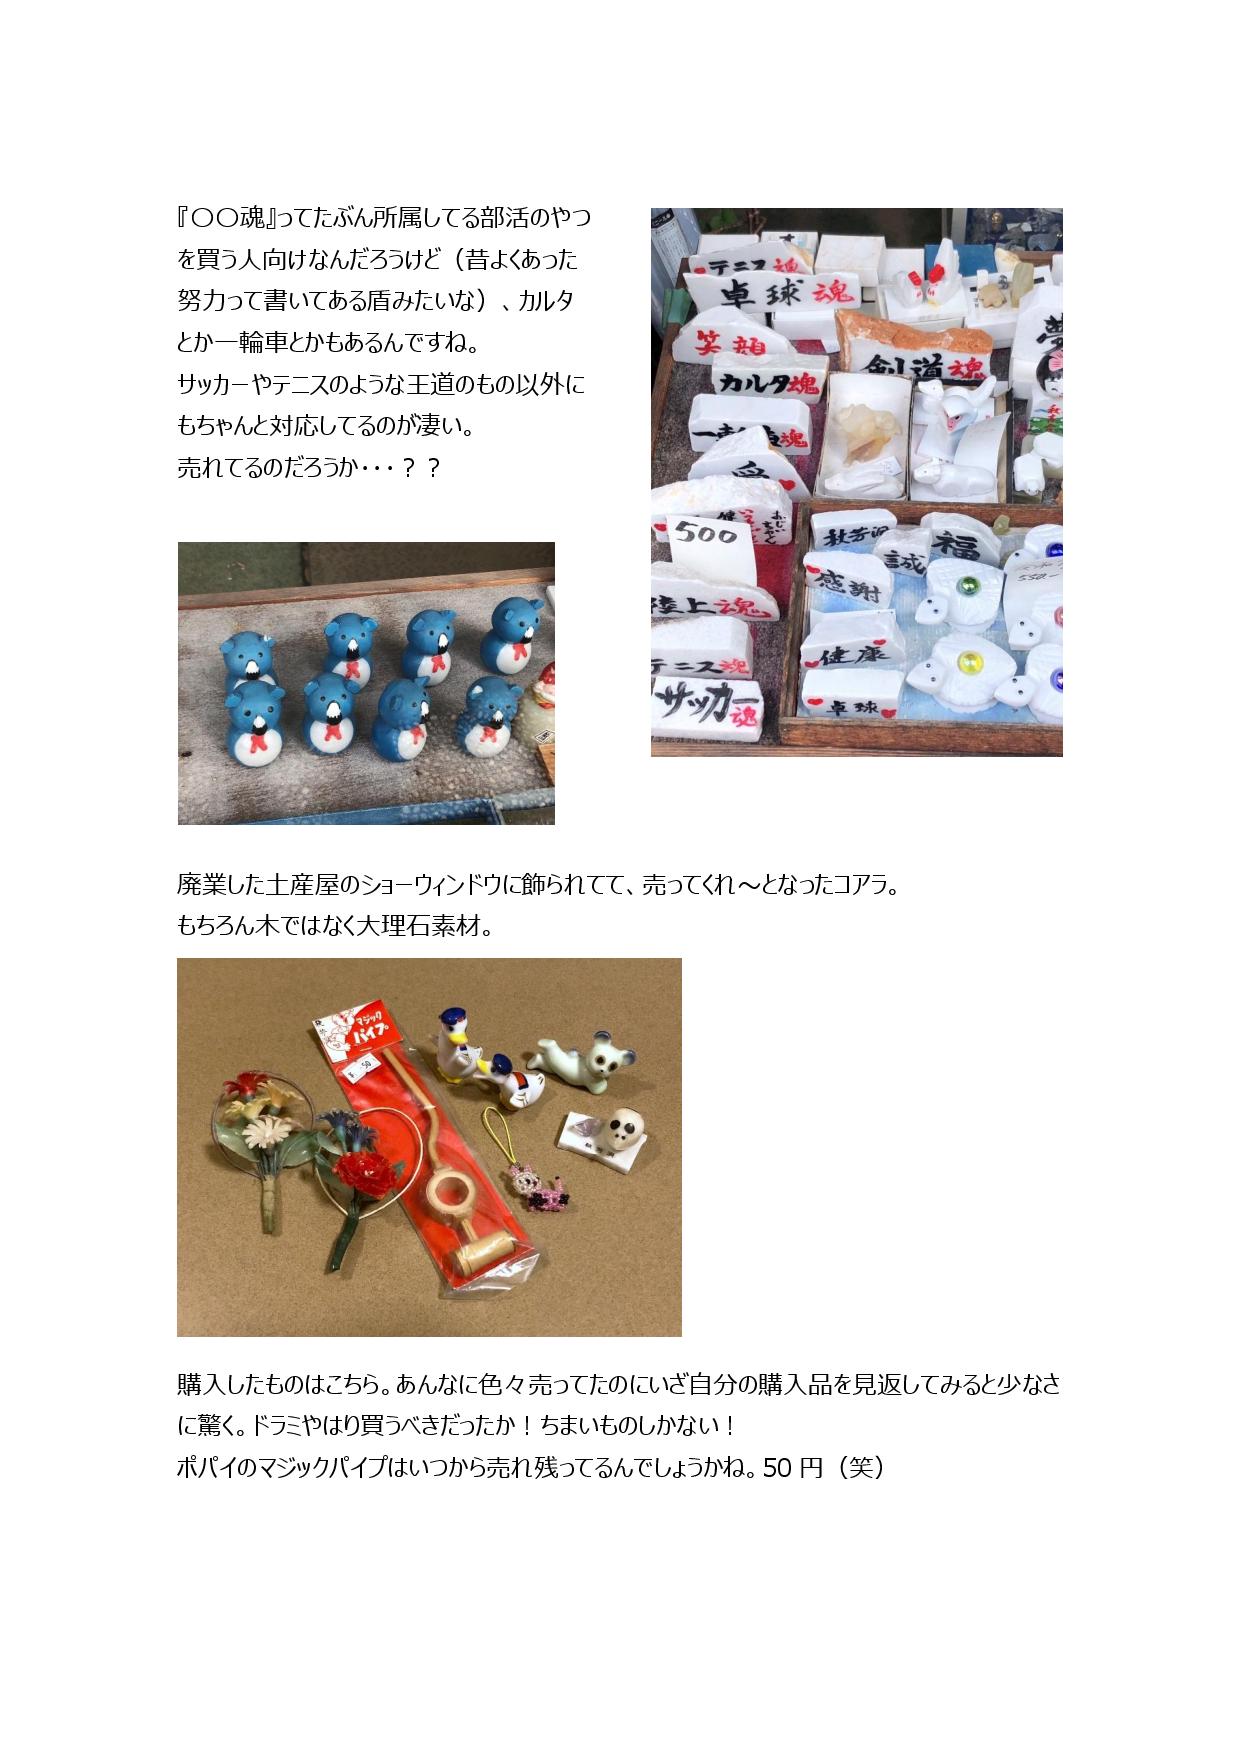 『〇〇魂』ってたぶん所属してる部活のやつ
を買う人向けなんだろうけど（昔よくあった
努力って書いてある盾みたいな）、カルタ
とか一輪車とかもあるんですね。
サッカーやテニスのような王道のもの以外に
もちゃんと対応してるのが凄い。
売れてるのだろうか・・・？？
テニス魂
卓球魂
笑顔
剣道魂
夢
カルタ魂
一輪車魂
愛
おじいちゃん
500
秋芳洞
誠
福
感謝
550.-
陸上魂
健康
テニス魂
サッカー魂
卓球
廃業した土産屋のショーウィンドウに飾られてて、売ってくれ～となったコアラ。
もちろん木ではなく大理石素材。
マジック
パイプ
¥50
秋芳洞
購入したものはこちら。あんなに色々売ってたのにいざ自分の購入品を見返してみると少なさ
に驚く。ドラミやはり買うべきだったか！ちまいものしかない！
ポパイのマジックパイプはいつから売れ残ってるんでしょうかね。50 円（笑）